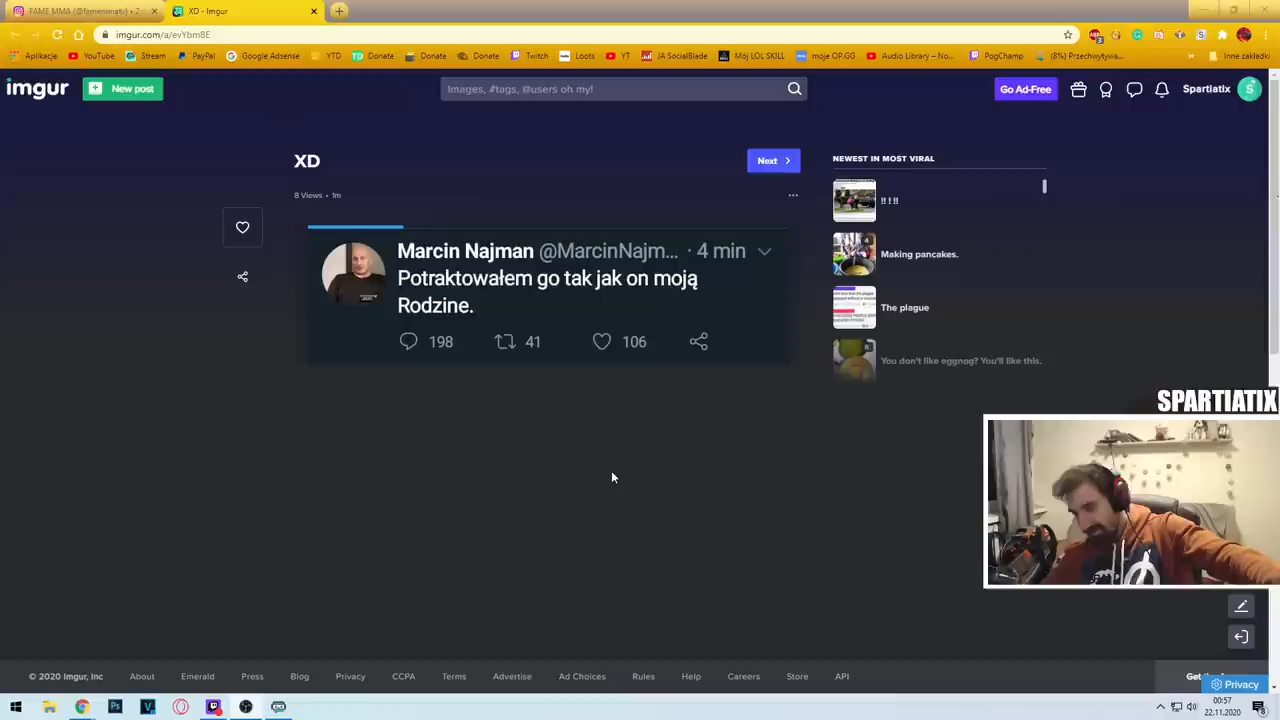 FAME MMA (@famemmatv) • Z
XD - Imgur
imgur.com/a/evYbm8E
Aplikacje
YouTube
Stream
PayPal
Google Adsense
YTD
Donate
Donate
Donate
Twitch
Loots
YT
JA SocialBlade
Mój LOL SKILL
moje OP.GG
Audio Library – No...
PogChamp
(8%) Przechwytywa...
Inne zakładki
imgur
New post
Images, #tags, @users oh my!
Go Ad-Free
Spartiatix
S
XD
Next
NEWEST IN MOST VIRAL
8 Views • 1m
!! ! !!
Marcin Najman @MarcinNajm... · 4 min
Potraktowałem go tak jak on moją
Rodzine.
198
41
106
Making pancakes.
The plague
You don't like eggnog? You'll like this.
SPARTIATIX
© 2020 Imgur, Inc
About
Emerald
Press
Blog
Privacy
CCPA
Terms
Advertise
Ad Choices
Rules
Help
Careers
Store
API
Get
Privacy
00:57
22.11.2020